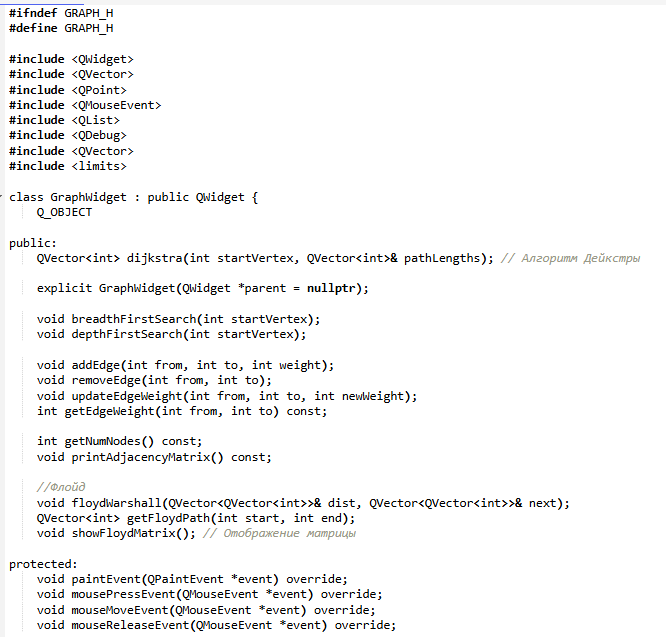 #ifndef GRAPH_H
#define GRAPH_H
#include <QWidget>
#include <QVector>
#include <QPoint>
#include <QMouseEvent>
#include <QList>
#include <QDebug>
#include <QVector>
#include <limits>
class GraphWidget : public QWidget {
Q_OBJECT
public:
QVector<int> dijkstra(int startVertex, QVector<int>& pathLengths); // Алгоритм Дейкстры
explicit GraphWidget(QWidget *parent = nullptr);
void breadthFirstSearch(int startVertex);
void depthFirstSearch(int startVertex);
void addEdge(int from, int to, int weight);
void removeEdge(int from, int to);
void updateEdgeWeight(int from, int to, int newWeight);
int getEdgeWeight(int from, int to) const;
int getNumNodes() const;
void printAdjacencyMatrix() const;
//Флойд
void floydWarshall(QVector<QVector<int>>& dist, QVector<QVector<int>>& next);
QVector<int> getFloydPath(int start, int end);
void showFloydMatrix(); // Отображение матрицы
protected:
void paintEvent(QPaintEvent *event) override;
void mousePressEvent(QMouseEvent *event) override;
void mouseMoveEvent(QMouseEvent *event) override;
void mouseReleaseEvent(QMouseEvent *event) override;